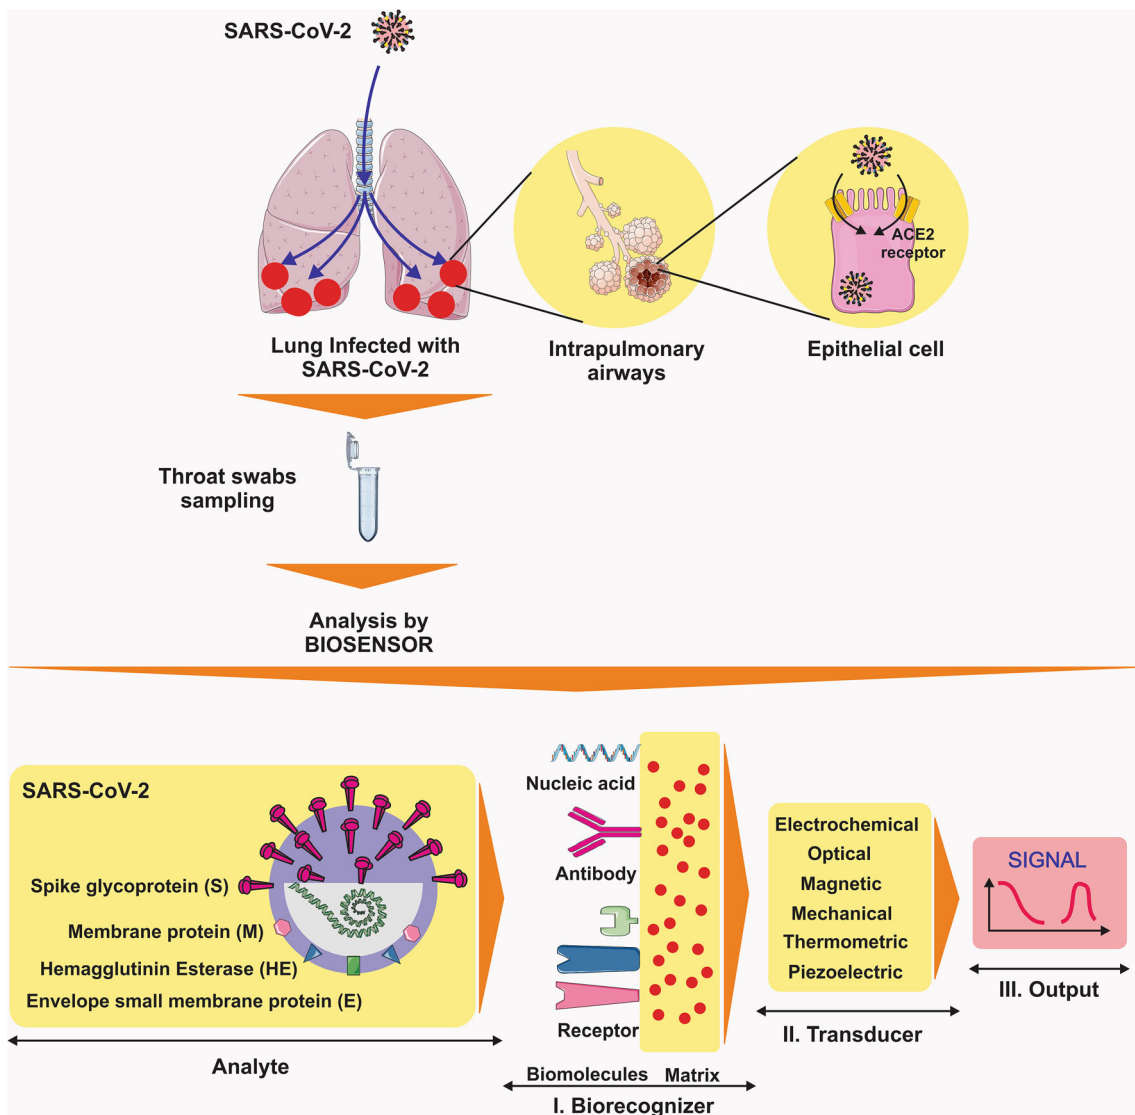 SARS-CoV-2
ACE2
receptor
Lung Infected with
SARS-CoV-2
Intrapulmonary
airways
Epithelial cell
Throat swabs
sampling
Analysis by
BIOSENSOR
SARS-CoV-2
Spike glycoprotein (S)
Membrane protein (M)
Hemagglutinin Esterase (HE)
Envelope small membrane protein (E)
Analyte
Nucleic acid
Antibody
Receptor
Biomolecules
Matrix
I. Biorecognizer
Electrochemical
Optical
Magnetic
Mechanical
Thermometric
Piezoelectric
II. Transducer
SIGNAL
III. Output